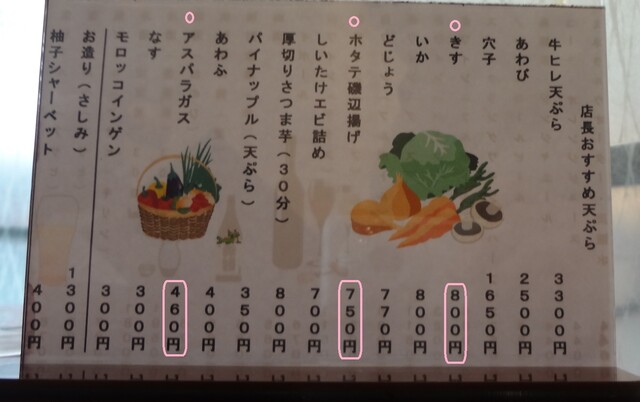 店長おすすめ天ぷら
牛ヒレ天ぷら 3300円
あわび 2500円
穴子 1650円
きす 800円
いか 800円
どじょう 770円
ホタテ磯辺揚げ 750円
しいたけエビ詰め 700円
厚切りさつま芋(30分) 800円
パイナップル(天ぷら) 350円
あわふ 400円
アスパラガス 460円
なす 300円
モロッコインゲン 300円
お造り(さしみ) 1300円
柚子シャーベット 400円